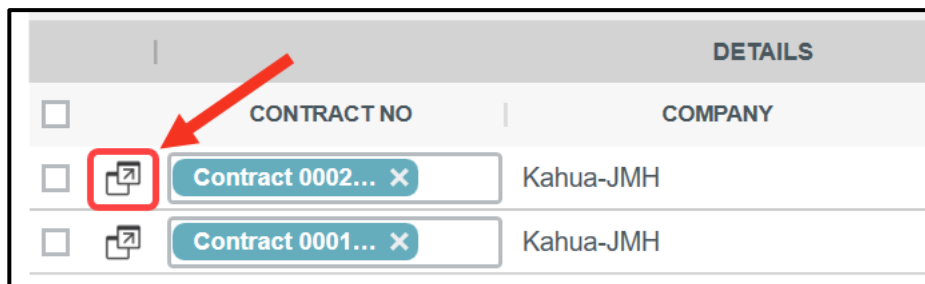 DETAILS
CONTRACT NO COMPANY
Contract 0002... × Kahua-JMH
Contract 0001... × Kahua-JMH